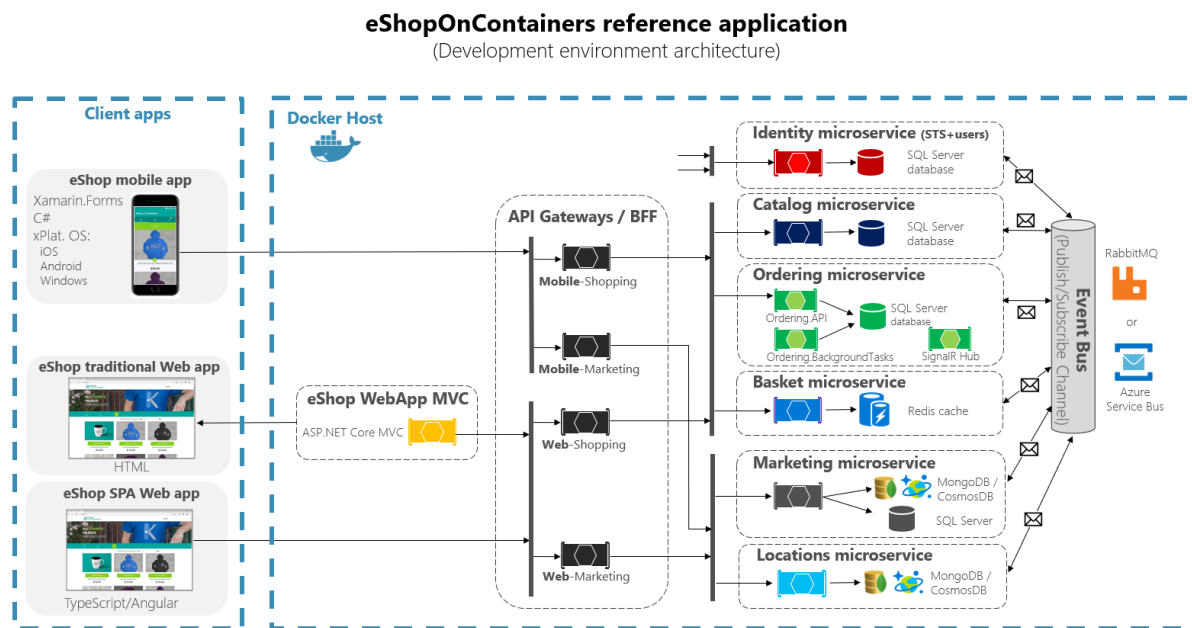 eShopOnContainers reference application
(Development environment architecture)
Client apps
eShop mobile app
Xamarin.Forms
C#
xPlat. OS:
iOS
Android
Windows
eShop traditional Web app
HTML
eShop SPA Web app
TypeScript/Angular
Docker Host
eShop WebApp MVC
ASP.NET Core MVC
API Gateways / BFF
Mobile-Shopping
Mobile-Marketing
Web-Shopping
Web-Marketing
Identity microservice (STS+users)
SQL Server
database
Catalog microservice
SQL Server
database
Ordering microservice
Ordering.API
SQL Server
database
Ordering.BackgroundTasks
SignalR Hub
Basket microservice
Redis cache
Marketing microservice
MongoDB /
CosmosDB
SQL Server
Locations microservice
MongoDB /
CosmosDB
Event Bus
(Publish/Subscribe Channel)
RabbitMQ
or
Azure
Service Bus